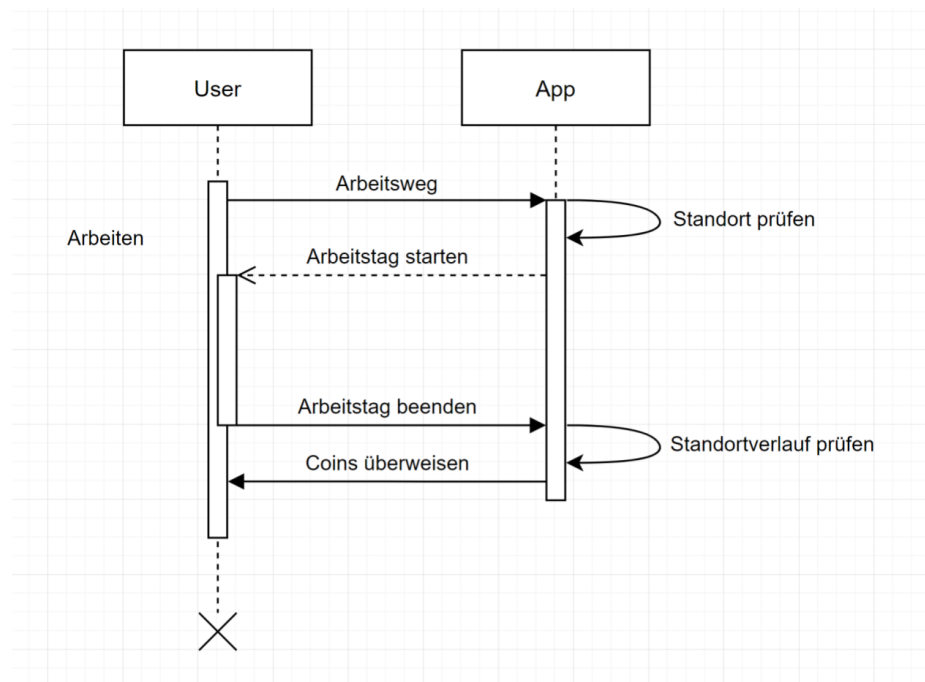 User
App
Arbeitsweg
Standort prüfen
Arbeiten
Arbeitstag starten
Arbeitstag beenden
Standortverlauf prüfen
Coins überweisen